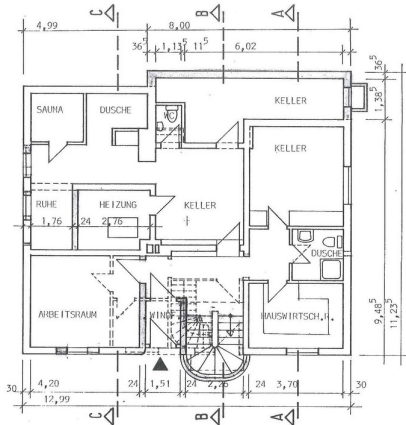 C B A
4,99 8,00
36⁵ 1,13⁵ 11⁵ 6,02
36⁵
SAUNA DUSCHE WC KELLER
1,38⁵
KELLER
RUHE HEIZUNG KELLER
1,76 24 2,76
DUSCHE
ARBEITSRAUM WINDF HAUSWIRTSCH.R.
9,48⁵
11,23⁵
30 4,20 24 1,51 24 2,26 24 3,70 30
12,99
C B A